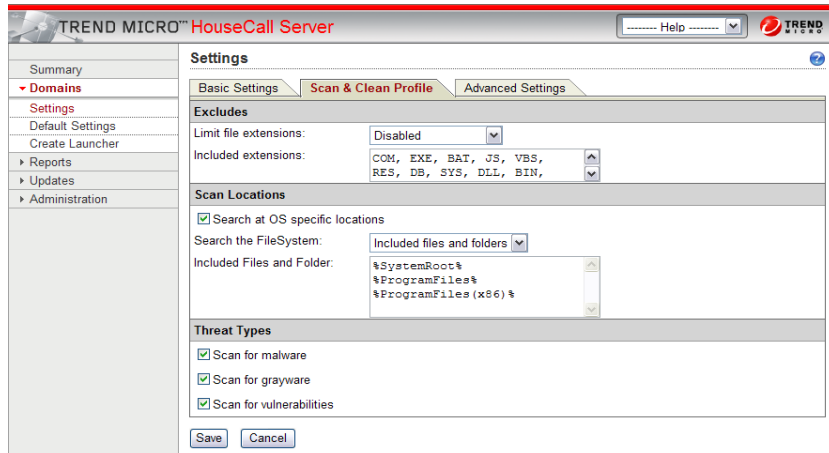 TREND MICRO™ HouseCall Server
-------- Help --------
TREND MICRO
Settings
Summary
Domains
Settings
Default Settings
Create Launcher
Reports
Updates
Administration
Basic Settings
Scan & Clean Profile
Advanced Settings
Excludes
Limit file extensions:
Disabled
Included extensions:
COM, EXE, BAT, JS, VBS,
RES, DB, SYS, DLL, BIN,
Scan Locations
Search at OS specific locations
Search the FileSystem:
Included files and folders
Included Files and Folder:
%SystemRoot%
%ProgramFiles%
%ProgramFiles(x86)%
Threat Types
Scan for malware
Scan for grayware
Scan for vulnerabilities
Save
Cancel